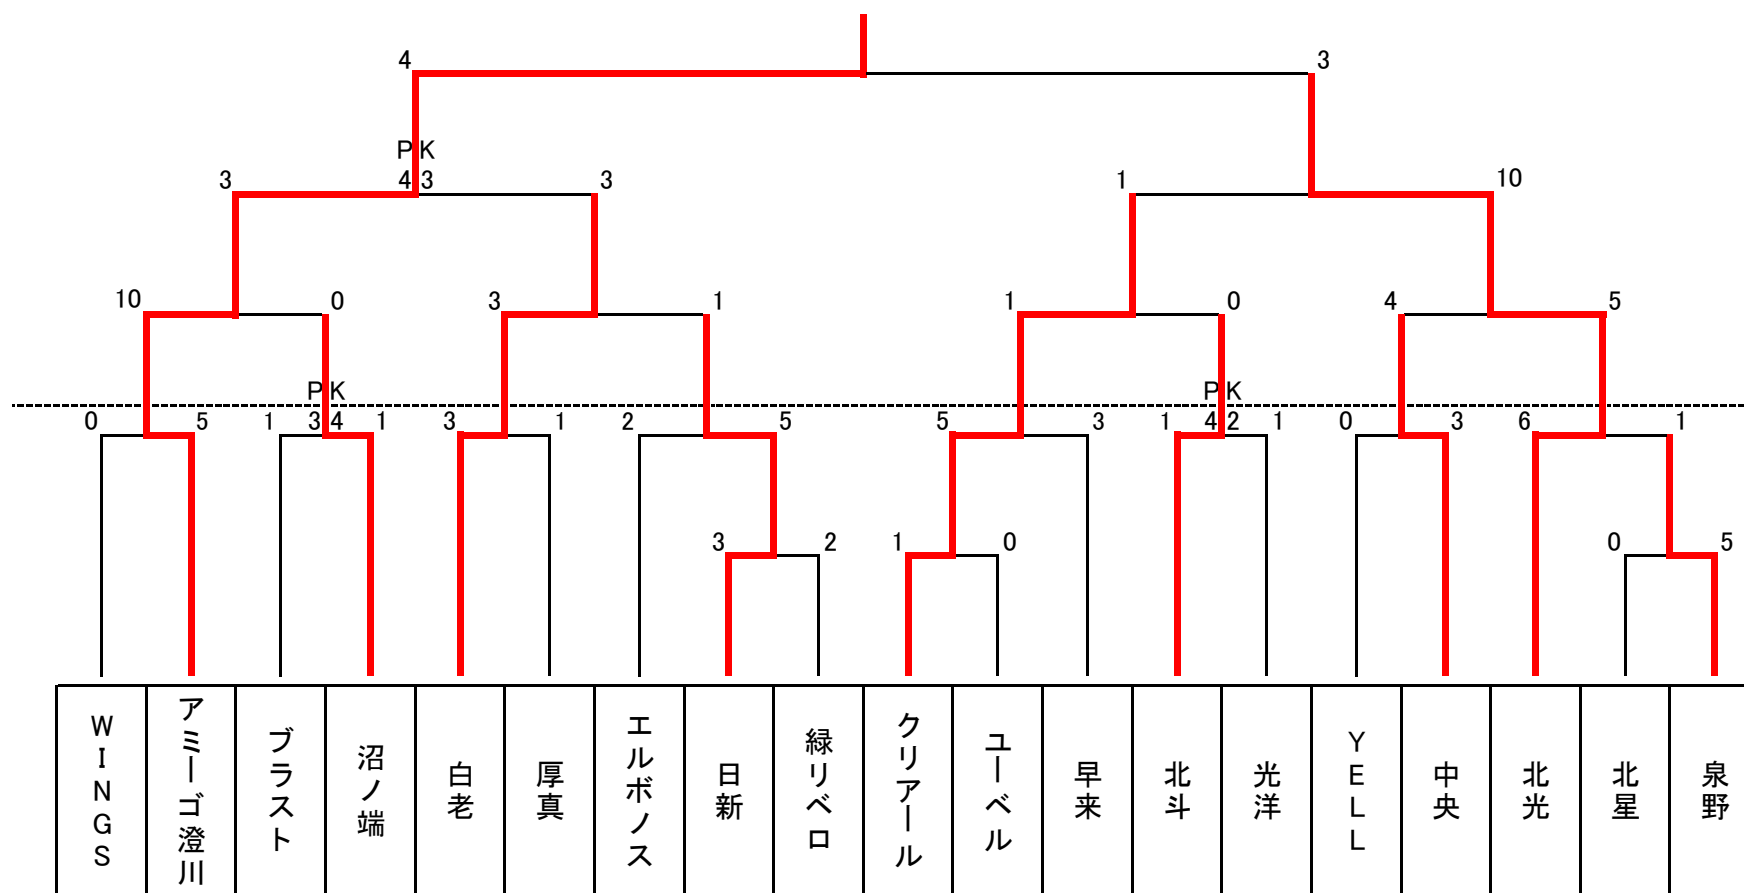 4 3
PK
3 4 3 3 1 10
10 0 3 1 1 0 4 5
PK PK
0 5 1 3 4 1 3 1 2 5 5 3 1 4 2 1 0 3 6 1
3 2 1 0 0 5
WINGS
アミーゴ澄川
ブラスト
沼ノ端
白老
厚真
エルボノス
日新
緑リベロ
クリアール
ユーベル
早来
北斗
光洋
YELL
中央
北光
北星
泉野